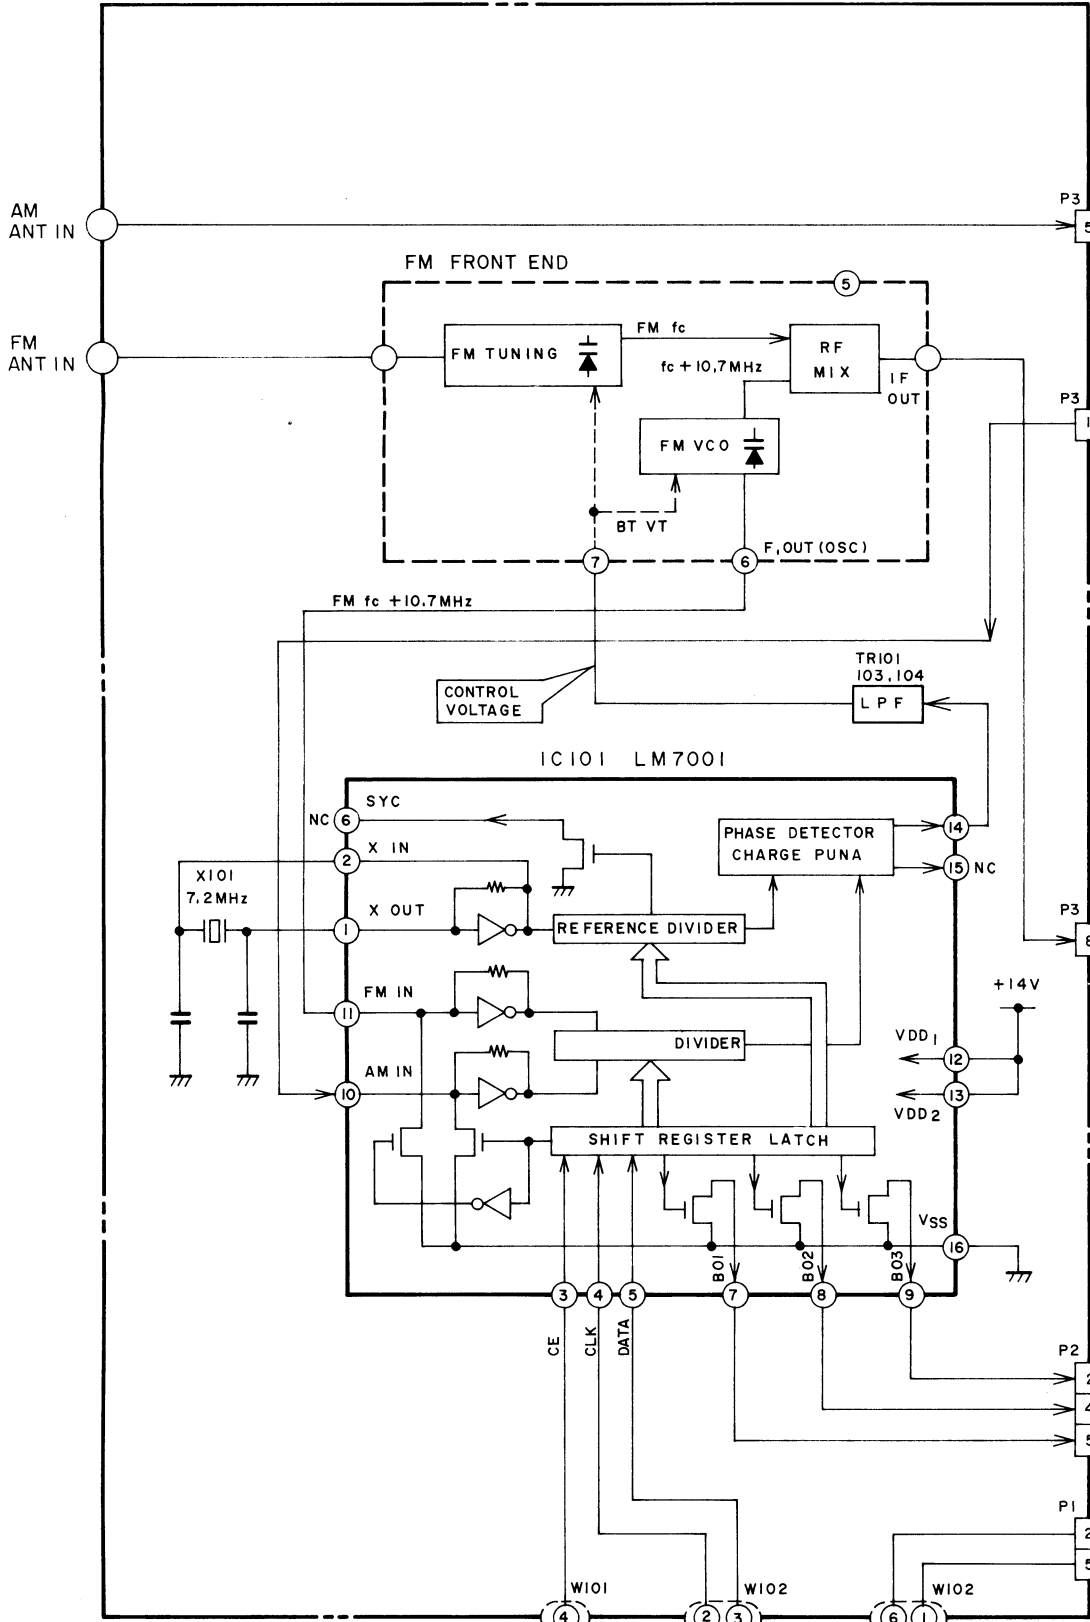 AM
ANT IN
P3
5
FM FRONT END
5
FM
ANT IN
FM TUNING
FM fc
fc+10,7MHz
RF
MIX
IF
OUT
P3
1
FM VCO
BT VT
7
6
F,OUT(OSC)
FM fc +10.7MHz
CONTROL
VOLTAGE
TR101
103,104
LPF
IC101 LM7001
SYC
NC 6
2 X IN
X101
7,2MHz
X OUT
1
PHASE DETECTOR
CHARGE PUNA
14
15 NC
REFERENCE DIVIDER
P3
8
FM IN
11
+14V
DIVIDER
VDD1
12
AM IN
10
13
VDD2
SHIFT REGISTER LATCH
VSS
16
BO1
BO2
BO3
3
4
5
7
8
9
CE
CLK
DATA
P2
2
4
5
P1
2
5
W101
4
W102
2
3
W102
6
1